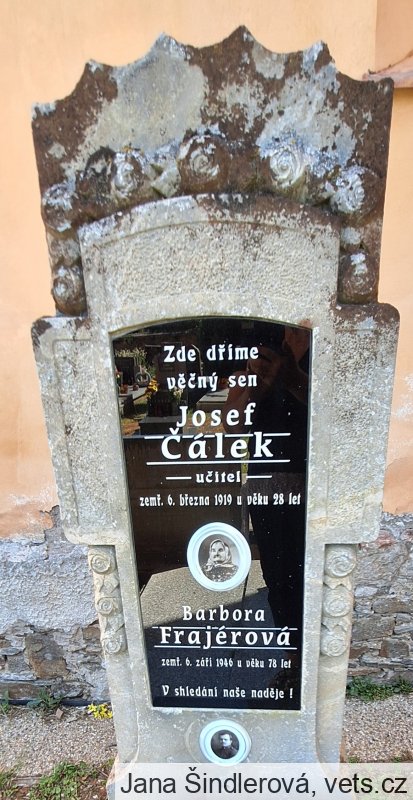 Zde dříme
věčný sen
Josef
Čálek
— učitel —
zemř. 6. března 1919 u věku 28 let
Barbora
Frajérová
zemř. 6. září 1946 u věku 78 let
V shledání naše naděje !
Jana Šindlerová, vets.cz